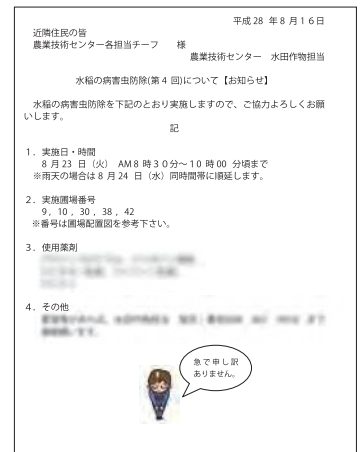 平成28 年 8 月１6日
近隣住民の皆
農業技術センター各担当チーフ　様
農業技術センター　水田作物担当
水稲の病害虫防除(第 4 回)について【お知らせ】
水稲の病害虫防除を下記のとおり実施しますので、ご協力よろしくお願
いします。
記
１．実施日・時間
８月 23 日（火） AM８時３０分～１０時 00 分頃まで
※雨天の場合は 8 月 24 日（水）同時間帯に順延します。
２．実施圃場番号
９，１０，３０，３８，４２
※番号は圃場配置図を参考下さい。
３．使用薬剤
４．その他
急で申し訳
ありません。